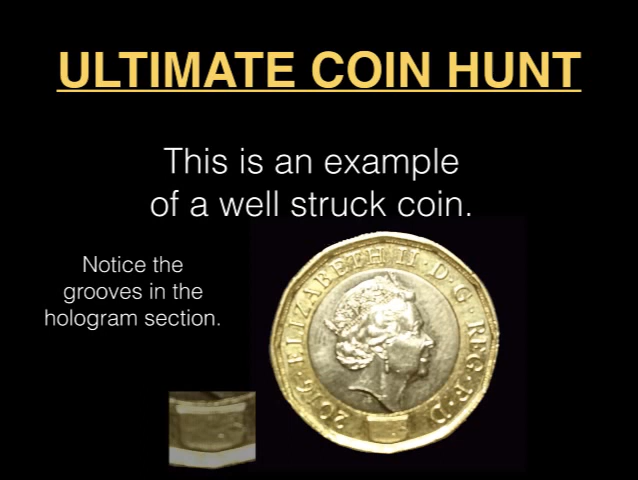 ULTIMATE COIN HUNT
This is an example
of a well struck coin.
Notice the
grooves in the
hologram section.
2016·ELIZABETH II·D·G·REG·F·D·